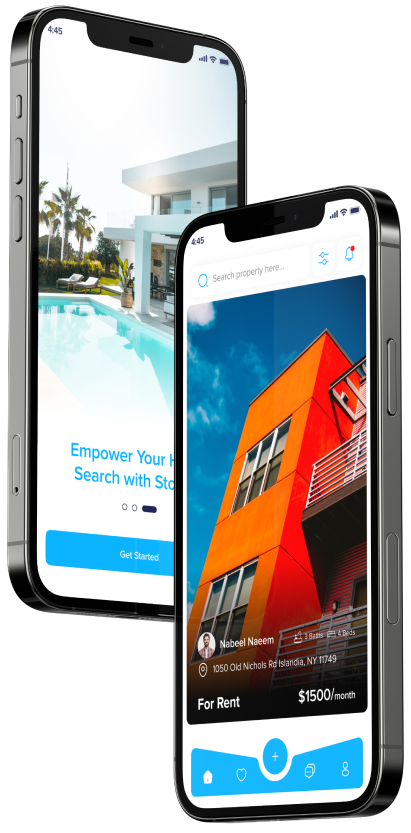 4:45
Empower Your
Search with
Get Started
4:45
Search property here...
Nabeel Naeem
3 Baths
4 Beds
1050 Old Nichols Rd Islandia, NY 11749
For Rent
$1500/month